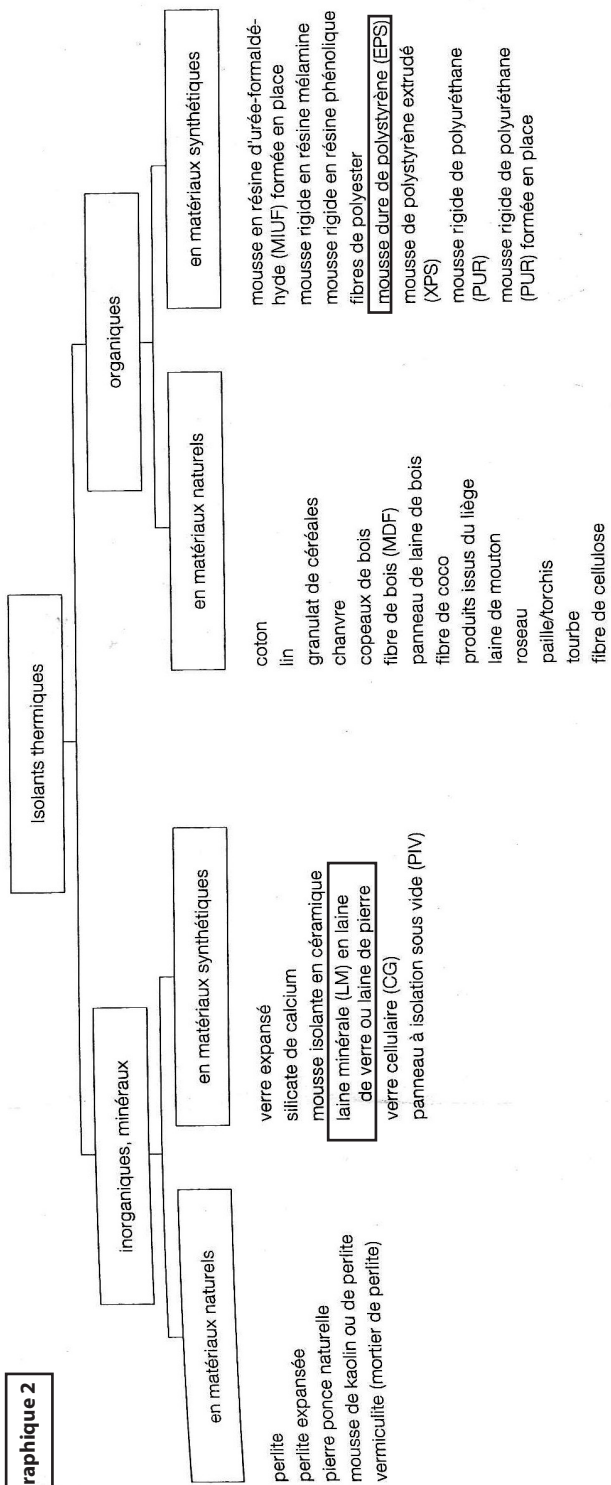 raphique 2
Isolants thermiques
inorganiques, minéraux
organiques
en matériaux naturels
en matériaux synthétiques
en matériaux naturels
en matériaux synthétiques
perlite
perlite expansée
pierre ponce naturelle
mousse de kaolin ou de perlite
vermiculite (mortier de perlite)
verre expansé
silicate de calcium
mousse isolante en céramique
laine minérale (LM) en laine
de verre ou laine de pierre
verre cellulaire (CG)
panneau à isolation sous vide (PIV)
coton
lin
granulat de céréales
chanvre
copeaux de bois
fibre de bois (MDF)
panneau de laine de bois
fibre de coco
produits issus du liège
laine de mouton
roseau
paille/torchis
tourbe
fibre de cellulose
mousse en résine d'urée-formaldé-
hyde (MIUF) formée en place
mousse rigide en résine mélamine
mousse rigide en résine phénolique
fibres de polyester
mousse dure de polystyrène (EPS)
mousse de polystyrène extrudé
(XPS)
mousse rigide de polyuréthane
(PUR)
mousse rigide de polyuréthane
(PUR) formée en place